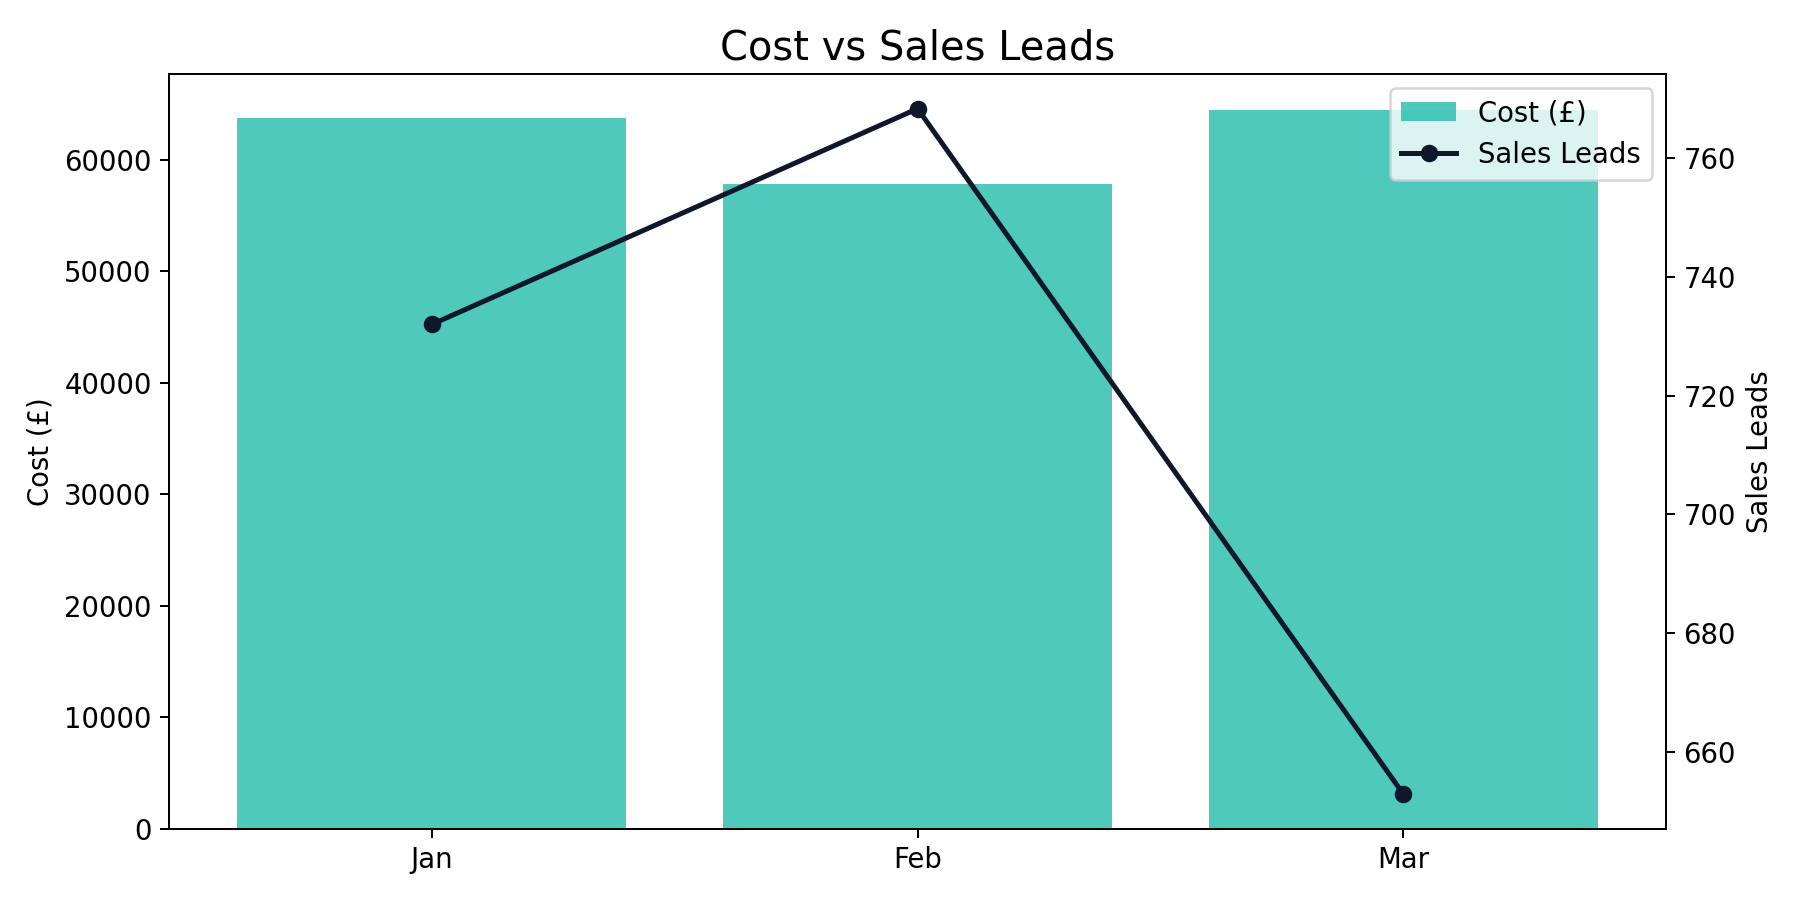 Cost vs Sales Leads
Cost (£)
Sales Leads
60000
50000
40000
30000
20000
10000
0
Cost (£)
760
740
720
700
680
660
Sales Leads
Jan
Feb
Mar